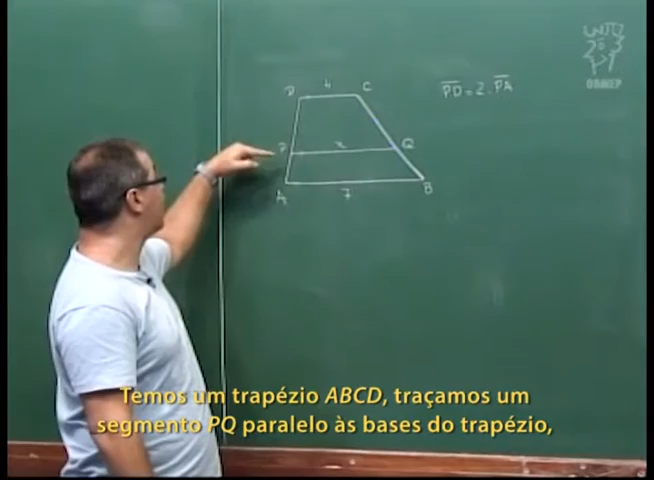 OBMEP
D 4 C
PD = 2. PA
P x Q
A 7 B
Temos um trapézio ABCD, traçamos um
segmento PQ paralelo às bases do trapézio,